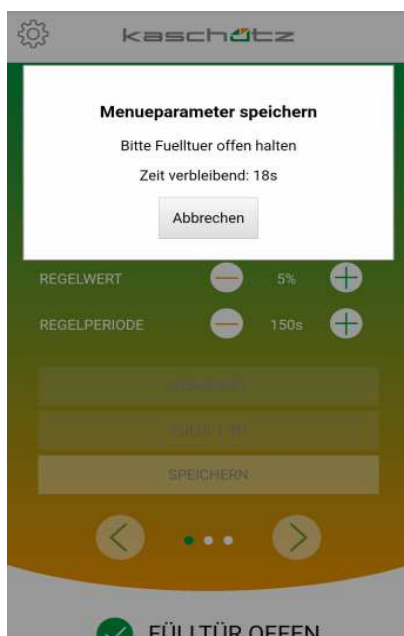 kaschütz
Menueparameter speichern
Bitte Fuelltuer offen halten
Zeit verbleibend: 18s
Abbrechen
REGELWERT 5%
REGELPERIODE 150s
SPEICHERN
FÜLLTÜR OFFEN